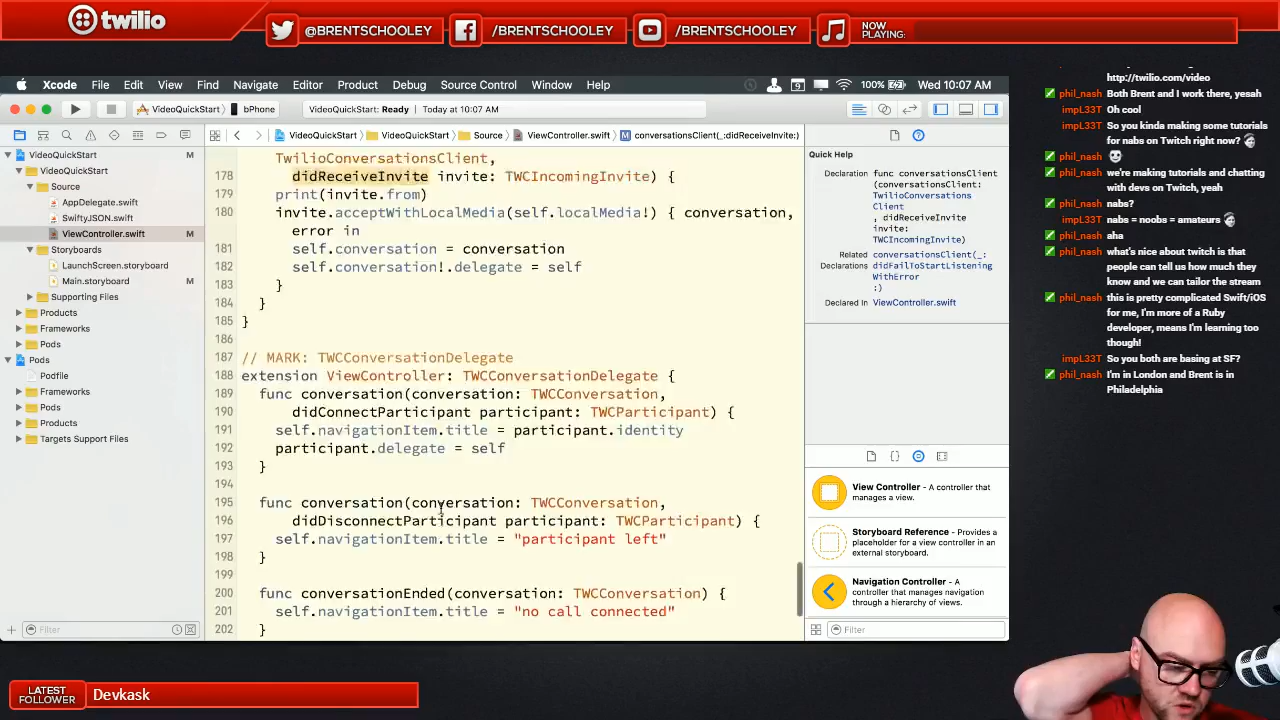 twilio
@BRENTSCHOOLEY
/BRENTSCHOOLEY
/BRENTSCHOOLEY
NOW
PLAYING:
Xcode File Edit View Find Navigate Editor Product Debug Source Control Window Help
9
100%
Wed 10:07 AM
VideoQuickStart
bPhone
VideoQuickStart: Ready
Today at 10:07 AM
VideoQuickStart
VideoQuickStart
Source
ViewController.swift
M
conversationsClient(_:didReceiveInvite:)
VideoQuickStart M
VideoQuickStart
Source
AppDelegate.swift
SwiftyJSON.swift
ViewController.swift M
Storyboards
LaunchScreen.storyboard
Main.storyboard M
Supporting Files
Products
Frameworks
Pods
Pods
Podfile
Frameworks
Pods
Products
Targets Support Files
Filter
TwilioConversationsClient,
178 didReceiveInvite invite: TWCIncomingInvite) {
179 print(invite.from)
180 invite.acceptWithLocalMedia(self.localMedia!) { conversation,
error in
181 self.conversation = conversation
182 self.conversation!.delegate = self
183 }
184 }
185 }
186
187 // MARK: TWCConversationDelegate
188 extension ViewController: TWCConversationDelegate {
189 func conversation(conversation: TWCConversation,
190 didConnectParticipant participant: TWCParticipant) {
191 self.navigationItem.title = participant.identity
192 participant.delegate = self
193 }
194
195 func conversation(conversation: TWCConversation,
196 didDisconnectParticipant participant: TWCParticipant) {
197 self.navigationItem.title = "participant left"
198 }
199
200 func conversationEnded(conversation: TWCConversation) {
201 self.navigationItem.title = "no call connected"
202 }
Quick Help
Declaration func conversationsClient
(conversationsClient:
TwilioConversations
Client
, didReceiveInvite
invite:
TWCIncomingInvite)
Related conversationsClient(_:
Declarations didFailToStartListening
WithError
:)
Declared in ViewController.swift
{ }
View Controller - A
controller that manages a view.
Storyboard Reference - Provides a
placeholder for a view controller in an
external storyboard.
Navigation Controller - A
controller that manages navigation
through a hierarchy of views.
Filter
http://twilio.com/video
phil_nash Both Brent and I work there, yesah
impL33T Oh cool
impL33T So you kinda making some tutorials
for nabs on Twitch right now?
phil_nash
phil_nash we're making tutorials and chatting
with devs on Twitch, yeah
phil_nash nabs?
impL33T nabs = noobs = amateurs
phil_nash aha
phil_nash what's nice about twitch is that
people can tell us how much they
know and we can tailor the stream
phil_nash this is pretty complicated Swift/iOS
for me, I'm more of a Ruby
developer, means I'm learning too
though!
impL33T So you both are basing at SF?
phil_nash I'm in London and Brent is in
Philadelphia
LATEST
FOLLOWER
Devkask